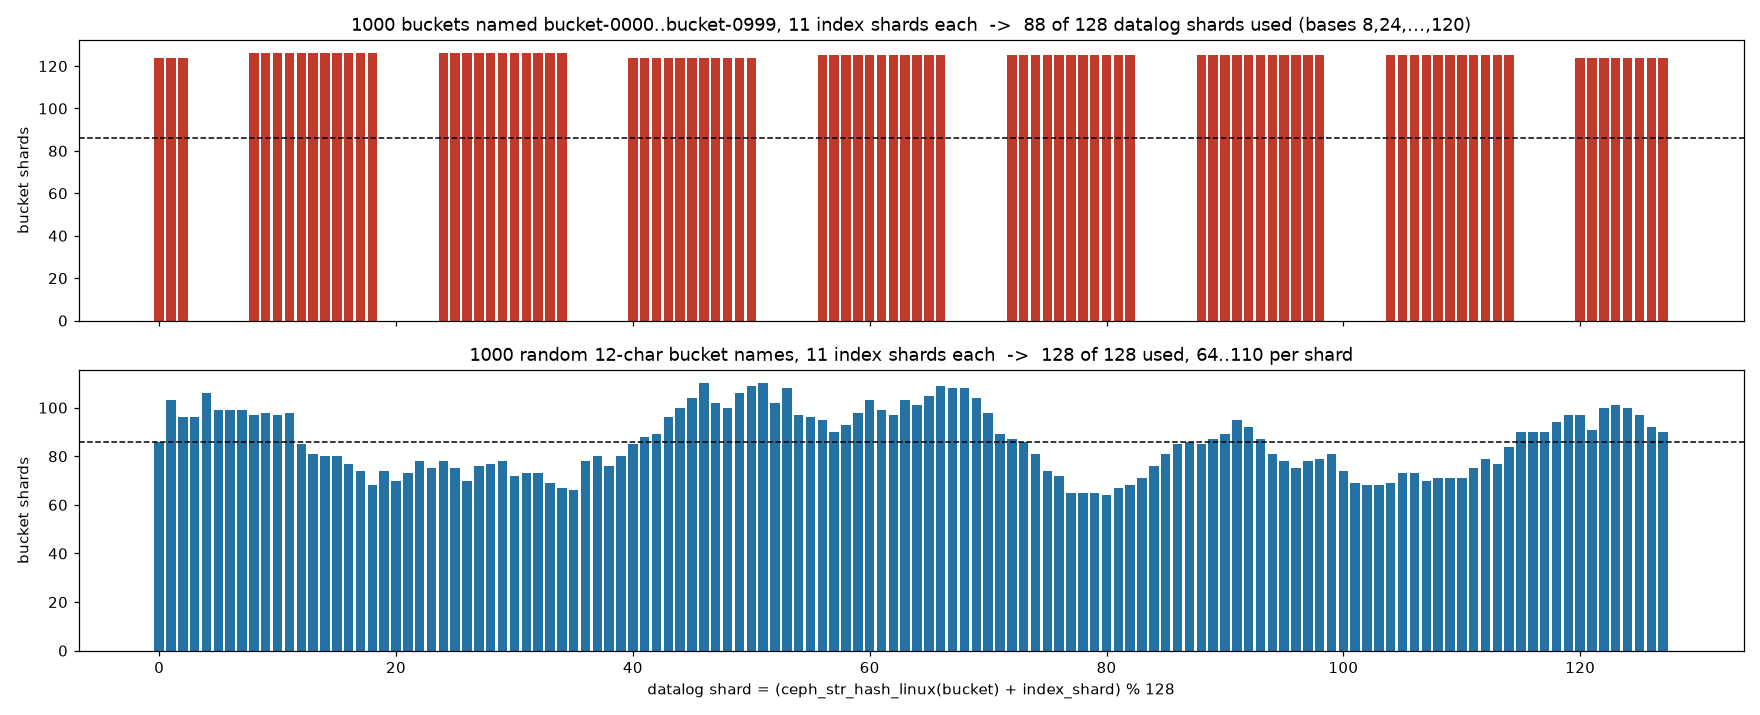 1000 buckets named bucket-0000..bucket-0999, 11 index shards each  ->  88 of 128 datalog shards used (bases 8,24,...,120)
120
100
80
60
40
20
0
bucket shards
1000 random 12-char bucket names, 11 index shards each  ->  128 of 128 used, 64..110 per shard
100
80
60
40
20
0
bucket shards
0 20 40 60 80 100 120
datalog shard = (ceph_str_hash_linux(bucket) + index_shard) % 128